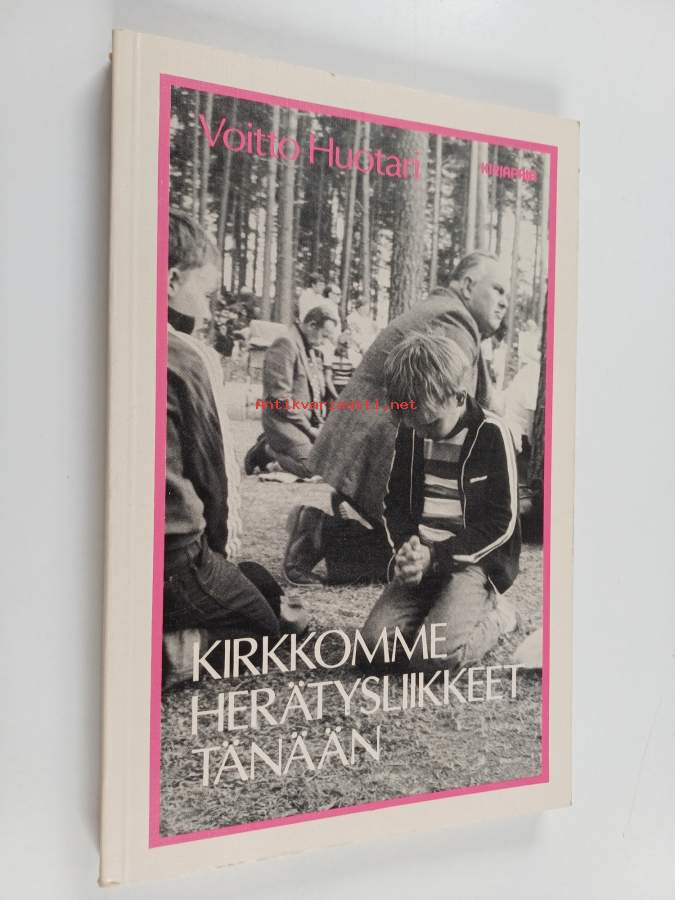 Voitto Huotari
KIRJAPAJA
Antikvariaatti.net
KIRKKOMME
HERÄTYSLIIKKEET
TÄNÄÄN